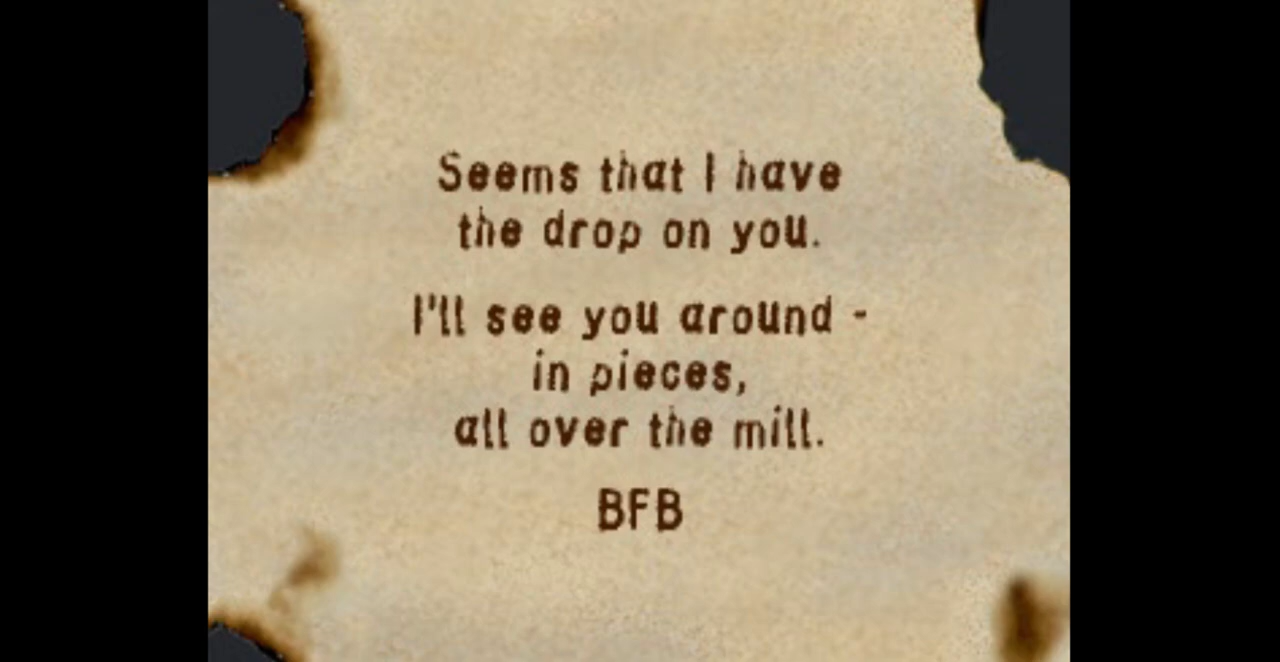 Seems that I have
the drop on you.
I'll see you around -
in pieces,
all over the mill.
BFB